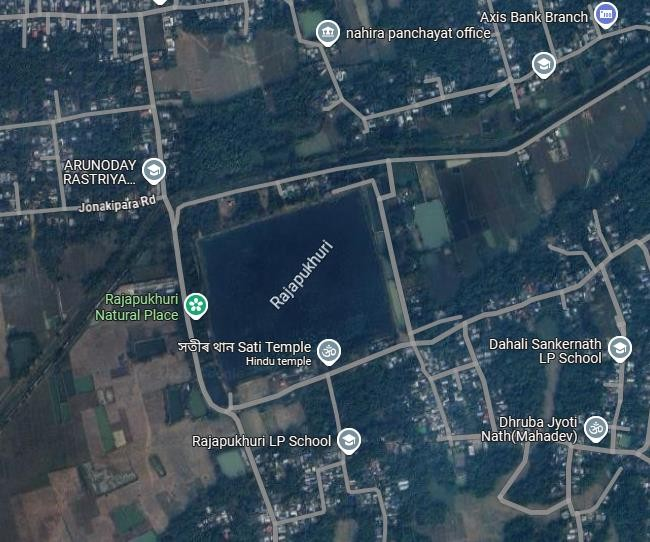 Axis Bank Branch
nahira panchayat office
ARUNODAY
RASTRIYA...
Jonakipara Rd
Rajapukhuri
Rajapukhuri
Natural Place
সতীৰ থান Sati Temple
Hindu temple
Dahali Sankernath
LP School
Dhruba Jyoti
Nath(Mahadev)
Rajapukhuri LP School